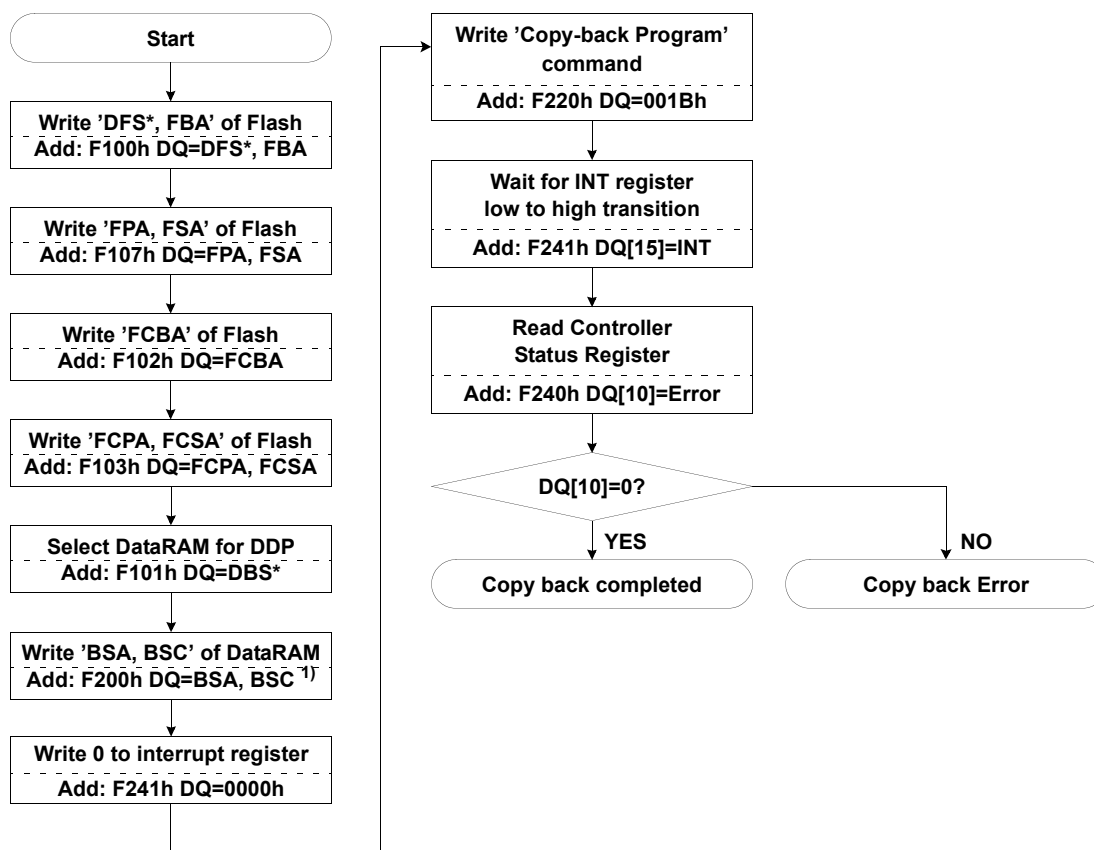 Start
Write ’DFS*, FBA’ of Flash
Add: F100h DQ=DFS*, FBA
Write ’FPA, FSA’ of Flash
Add: F107h DQ=FPA, FSA
Write ’FCBA’ of Flash
Add: F102h DQ=FCBA
Write ’FCPA, FCSA’ of Flash
Add: F103h DQ=FCPA, FCSA
Select DataRAM for DDP
Add: F101h DQ=DBS*
Write ’BSA, BSC’ of DataRAM
Add: F200h DQ=BSA, BSC 1)
Write 0 to interrupt register
Add: F241h DQ=0000h
Write ’Copy-back Program’
command
Add: F220h DQ=001Bh
Wait for INT register
low to high transition
Add: F241h DQ[15]=INT
Read Controller
Status Register
Add: F240h DQ[10]=Error
DQ[10]=0?
YES
NO
Copy back completed
Copy back Error